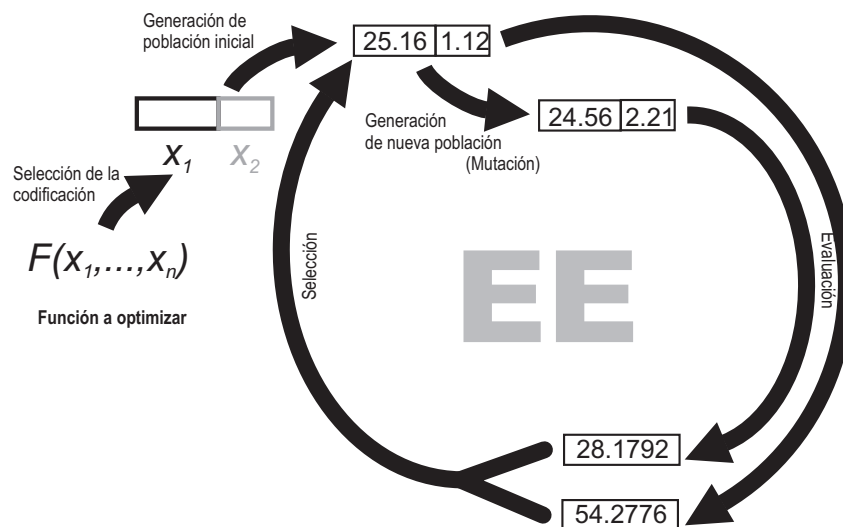 Generación de
población inicial
25.16 1.12
Generación
de nueva población
(Mutación)
24.56 2.21
x1 x2
Selección de la
codificación
F(x1,...,xn)
Función a optimizar
Selección
EE
Evaluación
28.1792
54.2776